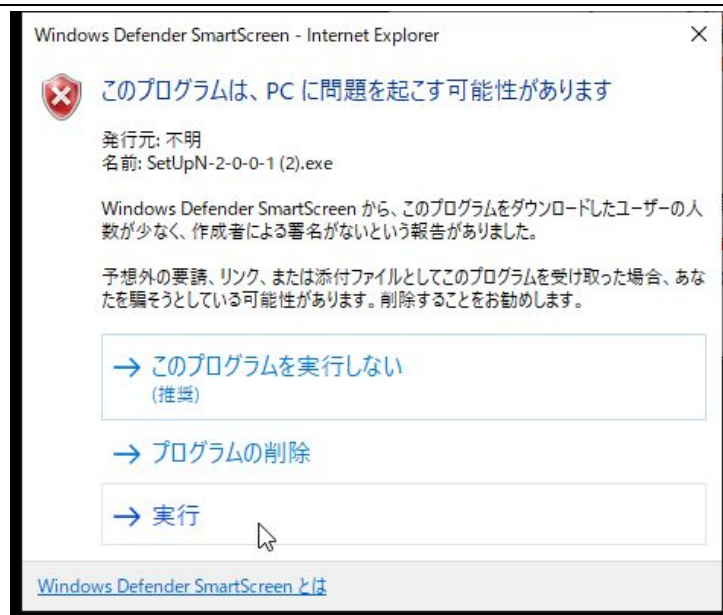 Windows Defender SmartScreen - Internet Explorer
このプログラムは、PC に問題を起こす可能性があります
発行元: 不明
名前: SetUpN-2-0-0-1 (2).exe
Windows Defender SmartScreen から、このプログラムをダウンロードしたユーザーの人
数が少なく、作成者による署名がないという報告がありました。
予想外の要請、リンク、または添付ファイルとしてこのプログラムを受け取った場合、あな
たを騙そうとしている可能性があります。削除することをお勧めします。
→ このプログラムを実行しない
(推奨)
→ プログラムの削除
→ 実行
Windows Defender SmartScreen とは